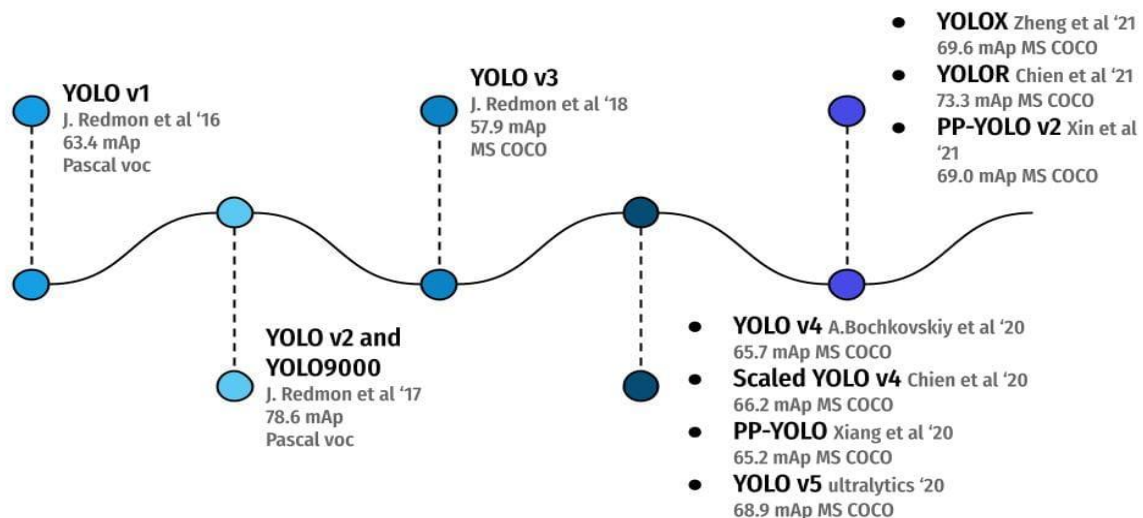 YOLO v1
J. Redmon et al ‘16
63.4 mAp
Pascal voc
YOLO v2 and
YOLO9000
J. Redmon et al ‘17
78.6 mAp
Pascal voc
YOLO v3
J. Redmon et al ‘18
57.9 mAp
MS COCO
● YOLO v4 A.Bochkovskiy et al ‘20
65.7 mAp MS COCO
● Scaled YOLO v4 Chien et al ‘20
66.2 mAp MS COCO
● PP-YOLO Xiang et al ‘20
65.2 mAp MS COCO
● YOLO v5 ultralytics ‘20
68.9 mAp MS COCO
● YOLOX Zheng et al ‘21
69.6 mAp MS COCO
● YOLOR Chien et al ‘21
73.3 mAp MS COCO
● PP-YOLO v2 Xin et al
‘21
69.0 mAp MS COCO